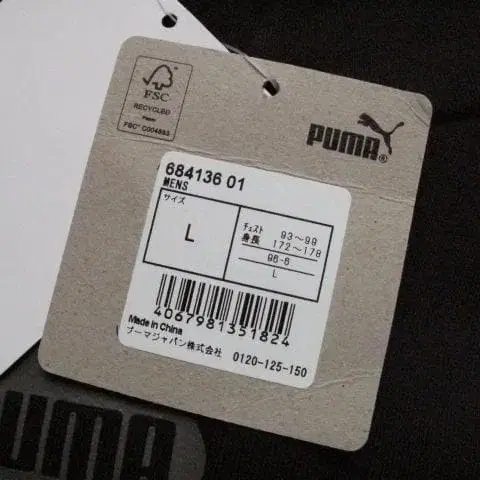 FSC
RECYCLED
Paper
FSC® C004883
PUMA®
684136 01
MENS
サイズ
L
チェスト 93~99
身長 172~178
96-6
L
4067981351824
Made in China
プーマジャパン株式会社 0120-125-150
PUMA